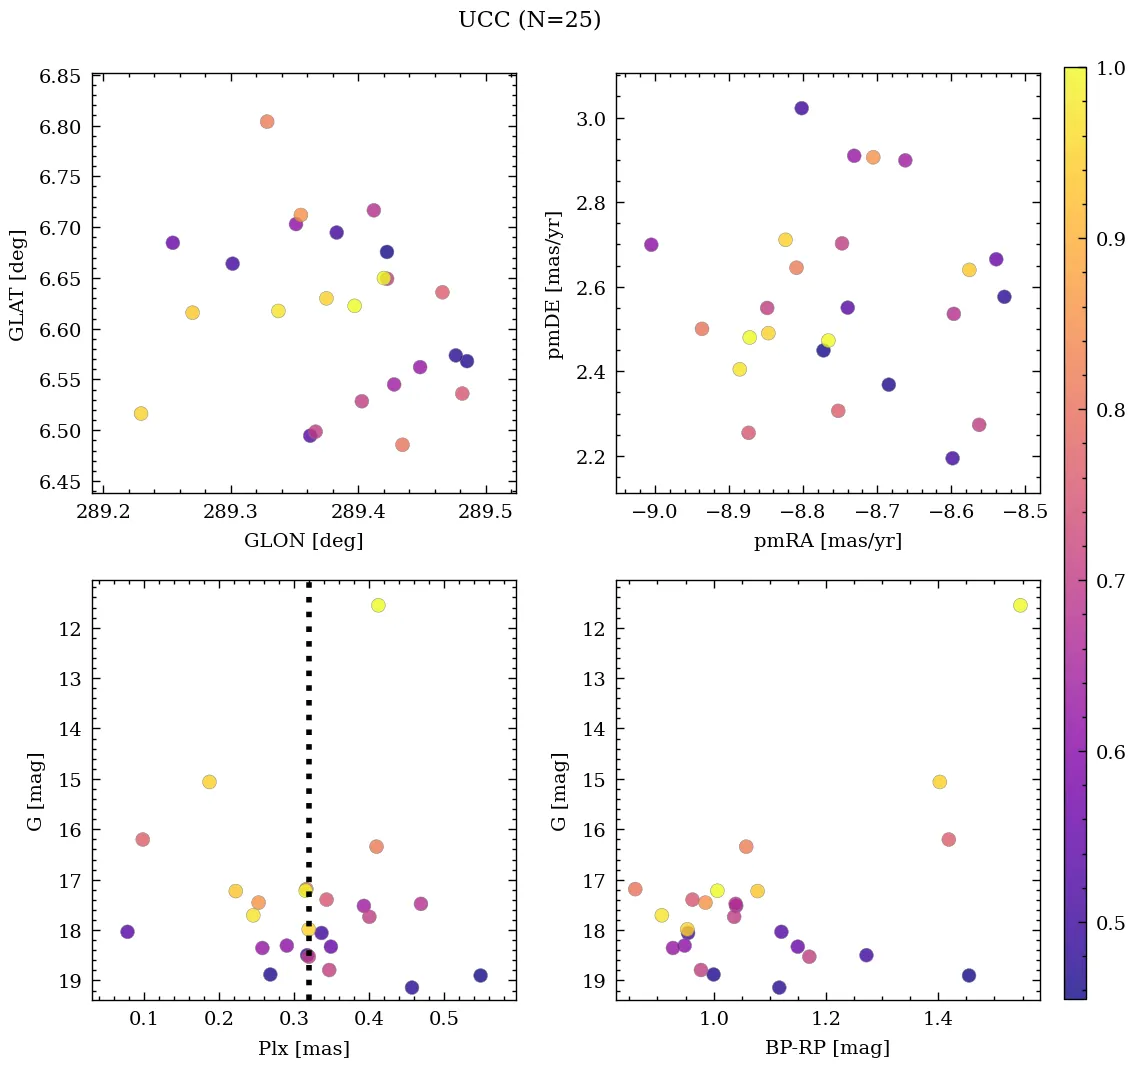 UCC (N=25)
6.85
6.80
6.75
6.70
6.65
6.60
6.55
6.50
6.45
GLAT [deg]
289.2 289.3 289.4 289.5
GLON [deg]
3.0
2.8
2.6
2.4
2.2
pmDE [mas/yr]
−9.0 −8.9 −8.8 −8.7 −8.6 −8.5
pmRA [mas/yr]
12
13
14
15
16
17
18
19
G [mag]
0.1 0.2 0.3 0.4 0.5
Plx [mas]
12
13
14
15
16
17
18
19
G [mag]
1.0 1.2 1.4
BP-RP [mag]
1.0
0.9
0.8
0.7
0.6
0.5